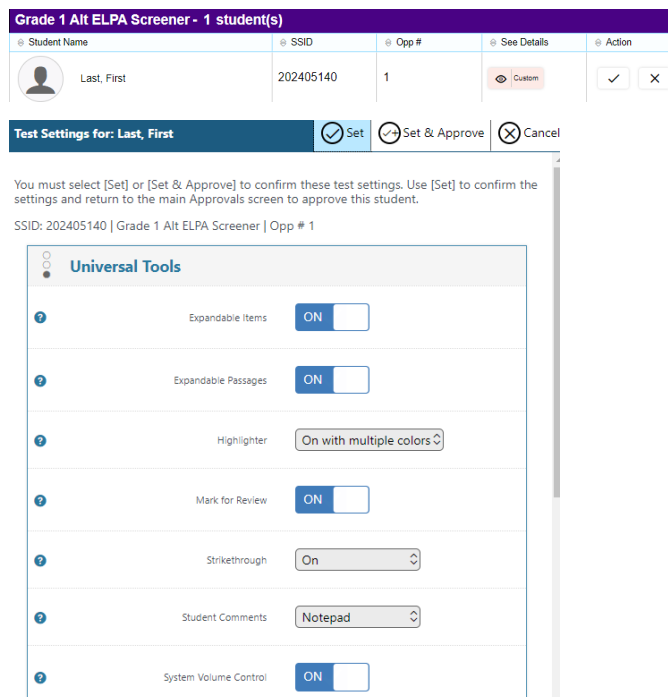 Grade 1 Alt ELPA Screener - 1 student(s)
Student Name SSID Opp # See Details Action
Last, First 202405140 1 Custom
Test Settings for: Last, First Set Set & Approve Cancel
You must select [Set] or [Set & Approve] to confirm these test settings. Use [Set] to confirm the
settings and return to the main Approvals screen to approve this student.
SSID: 202405140 | Grade 1 Alt ELPA Screener | Opp # 1
Universal Tools
? Expandable Items ON
? Expandable Passages ON
? Highlighter On with multiple colors
? Mark for Review ON
? Strikethrough On
? Student Comments Notepad
? System Volume Control ON